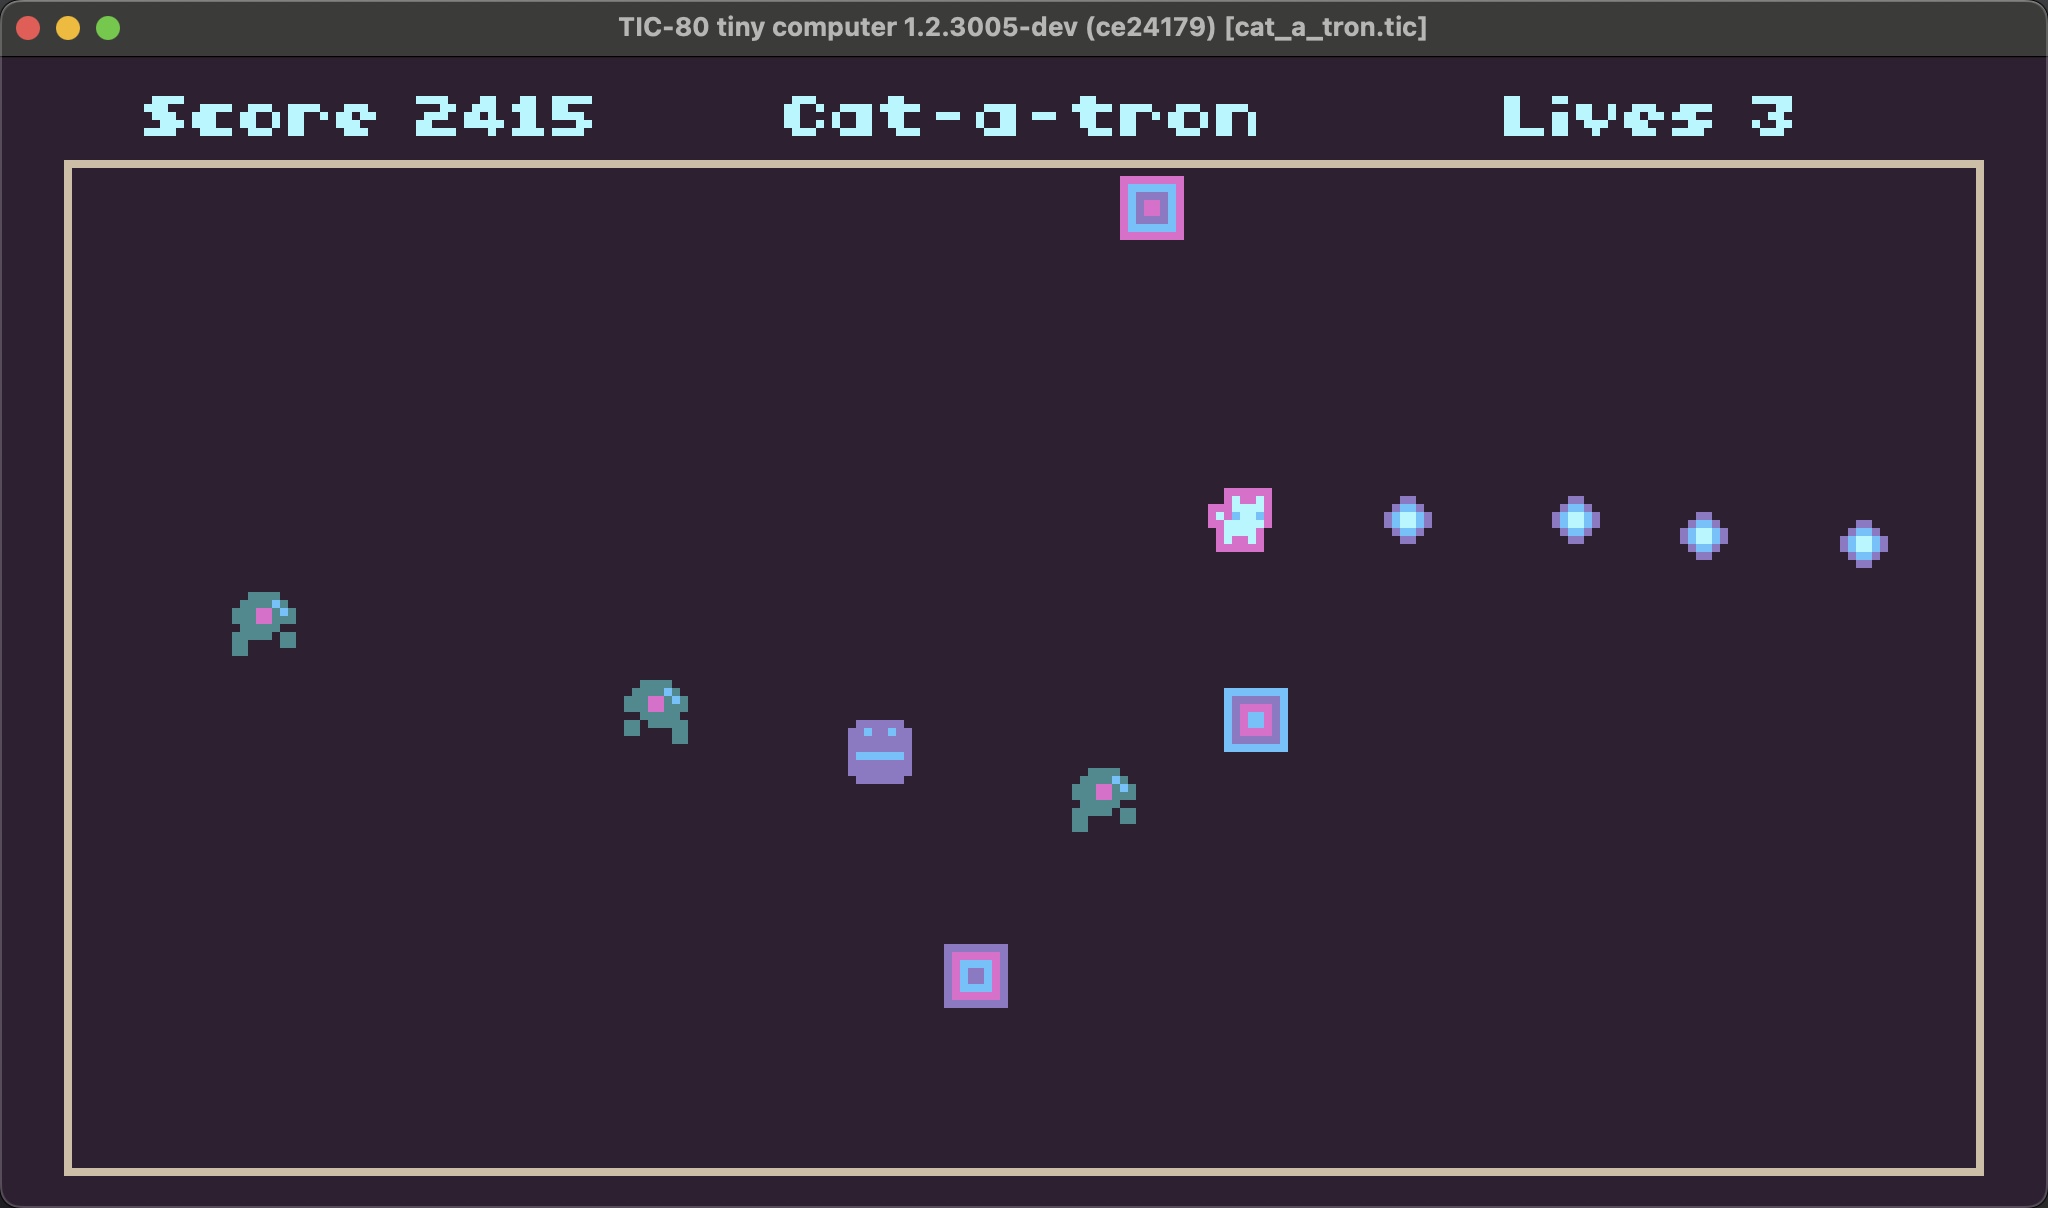 TIC-80 tiny computer 1.2.3005-dev (ce24179) [cat_a_tron.tic]
Score 2415 Cat-a-tron Lives 3